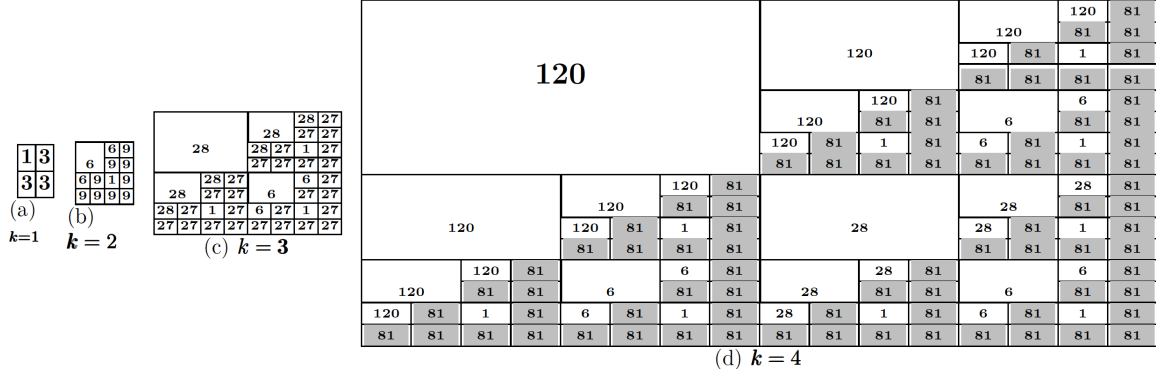 1 3
3 3
(a)
k=1
6 9
6
9 9
6 9 1 9
9 9 9 9
(b)
k = 2
28 27
28
27 27
28
28 27 1 27
27 27 27 27
28 27 6 27
28 6
27 27 27 27
28 27 1 27 6 27 1 27
27 27 27 27 27 27 27 27
(c) k = 3
120 81
120
81 81
120
120 81 1 81
120
81 81 81 81
120 81 6 81
120 6
81 81 81 81
120 81 1 81 6 81 1 81
81 81 81 81 81 81 81 81
120 81 28 81
120 28
81 81 81 81
120 28
120 81 1 81 28 81 1 81
81 81 81 81 81 81 81 81
120 81 6 81 28 81 6 81
120 6 28 6
81 81 81 81 81 81 81 81
120 81 1 81 6 81 1 81 28 81 1 81 6 81 1 81
81 81 81 81 81 81 81 81 81 81 81 81 81 81 81 81
(d) k = 4